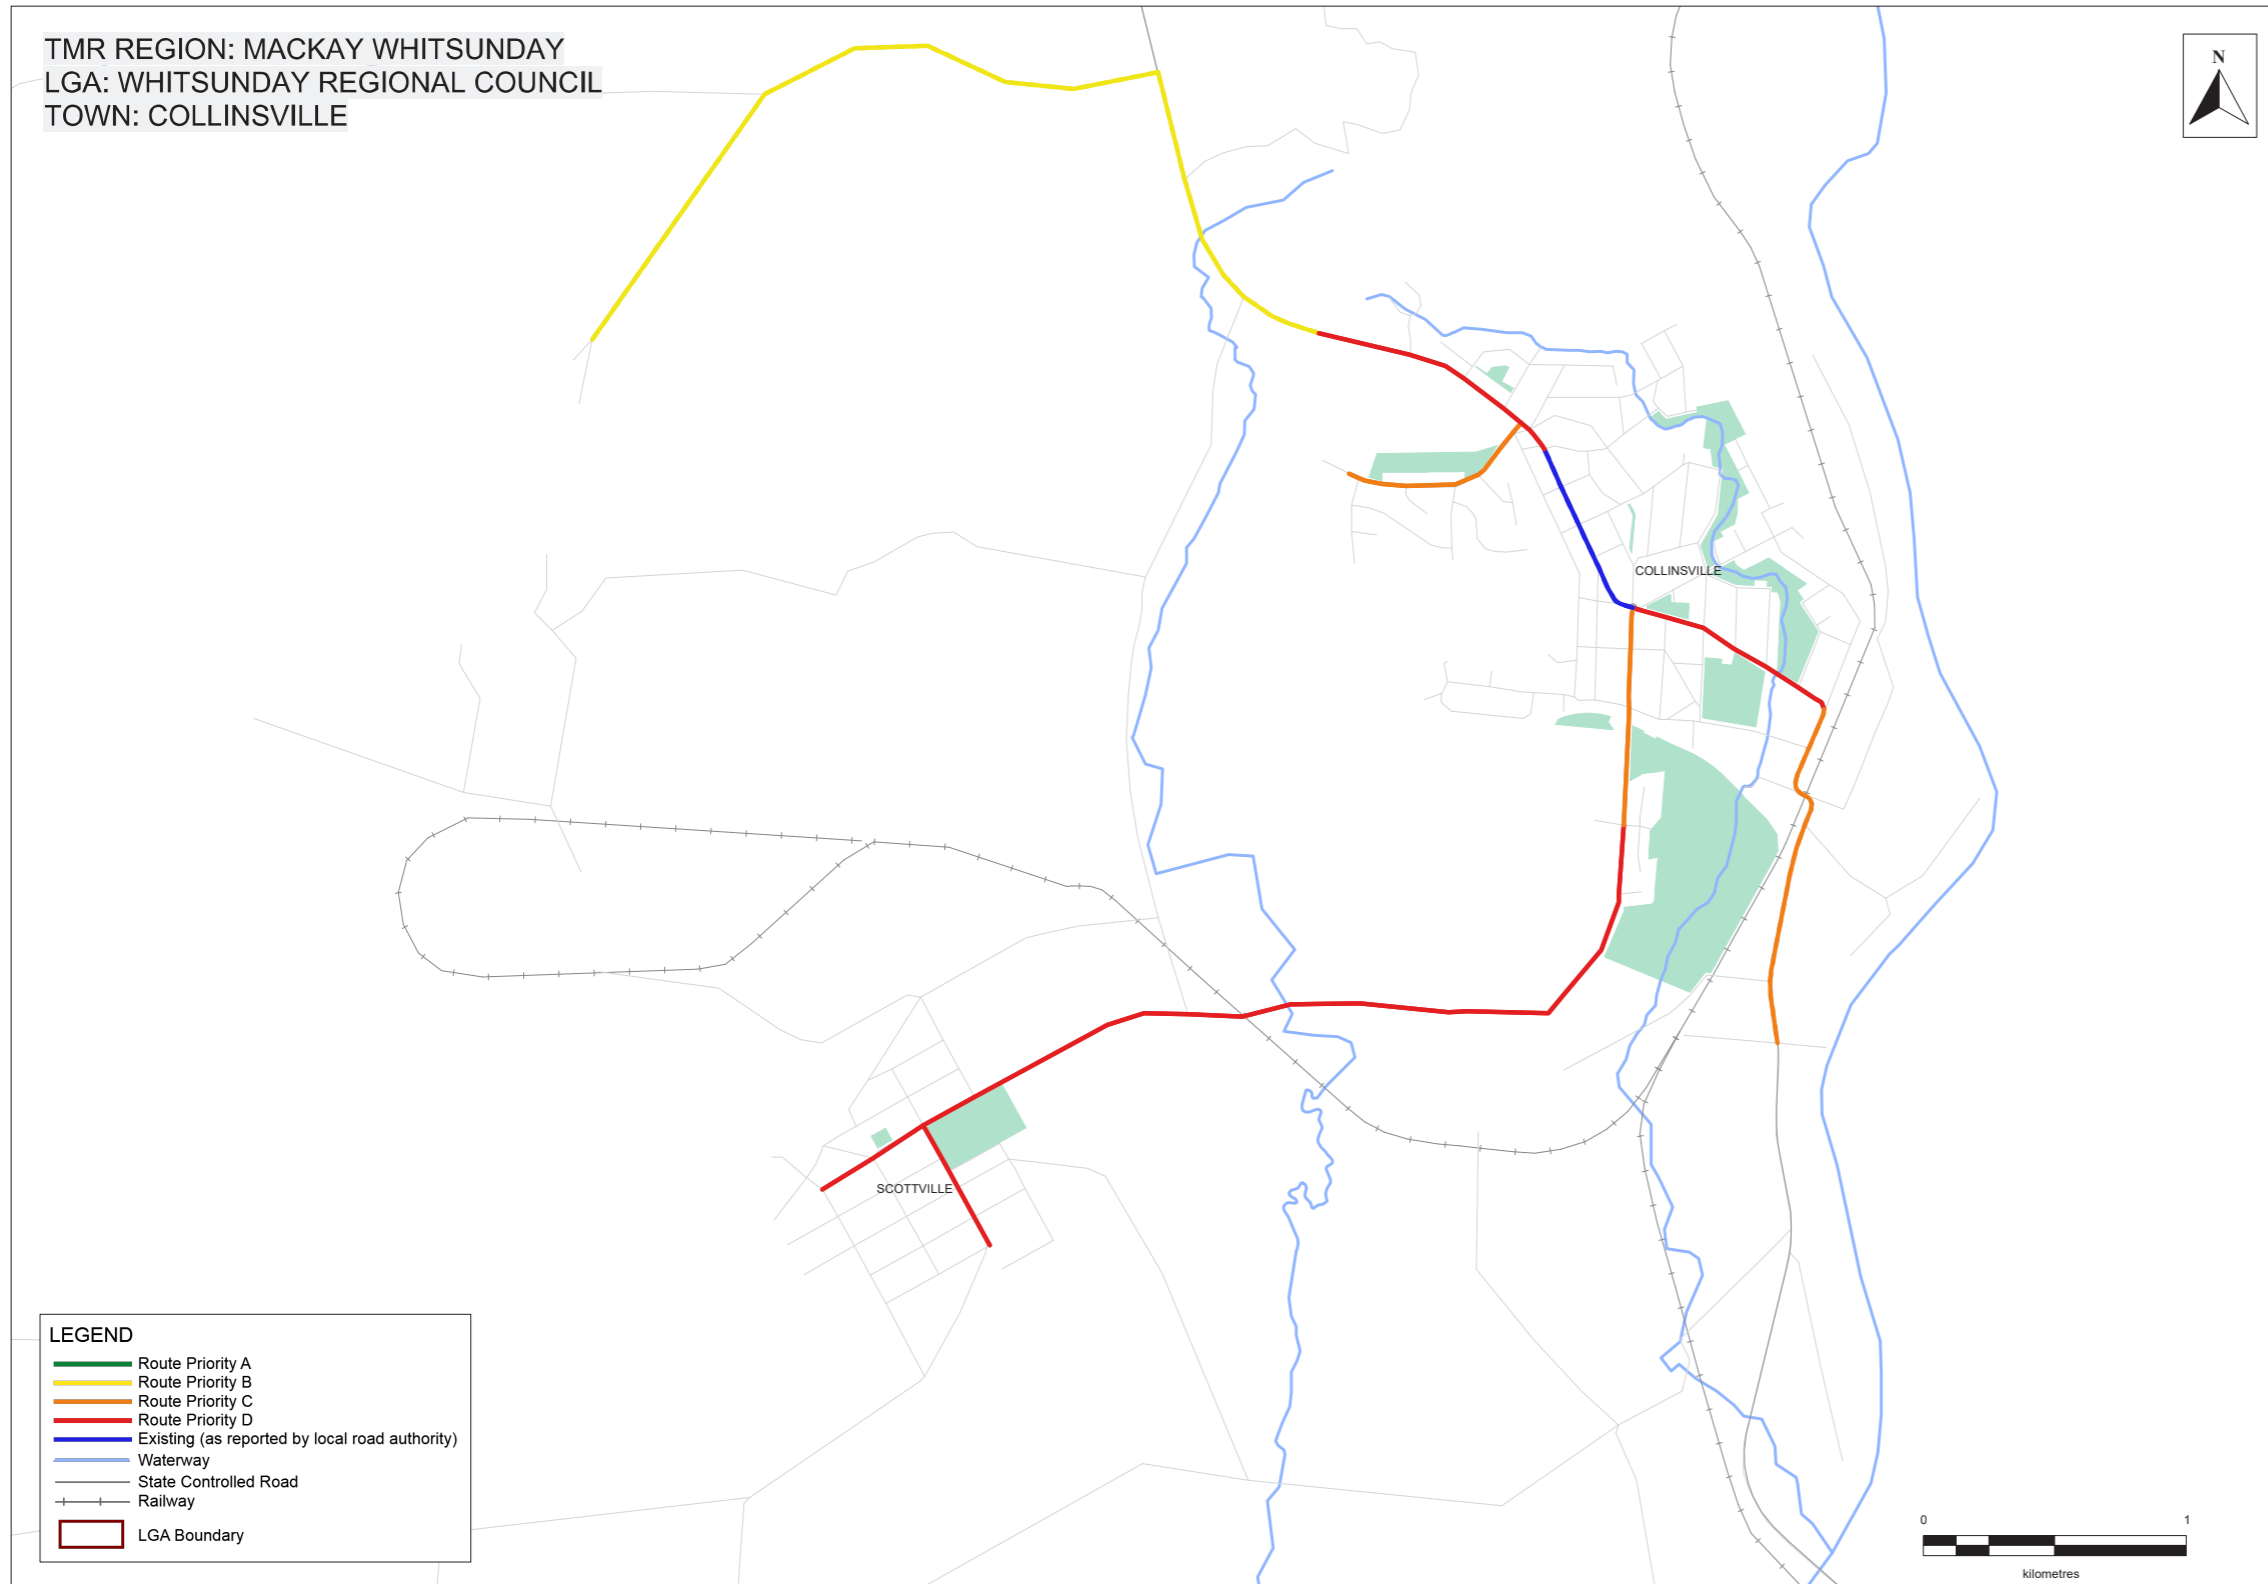 TMR REGION: MACKAY WHITSUNDAY
LGA: WHITSUNDAY REGIONAL COUNCIL
TOWN: COLLINSVILLE
N
COLLINSVILLE
SCOTTVILLE
LEGEND
Route Priority A
Route Priority B
Route Priority C
Route Priority D
Existing (as reported by local road authority)
Waterway
State Controlled Road
Railway
LGA Boundary
0 1
kilometres